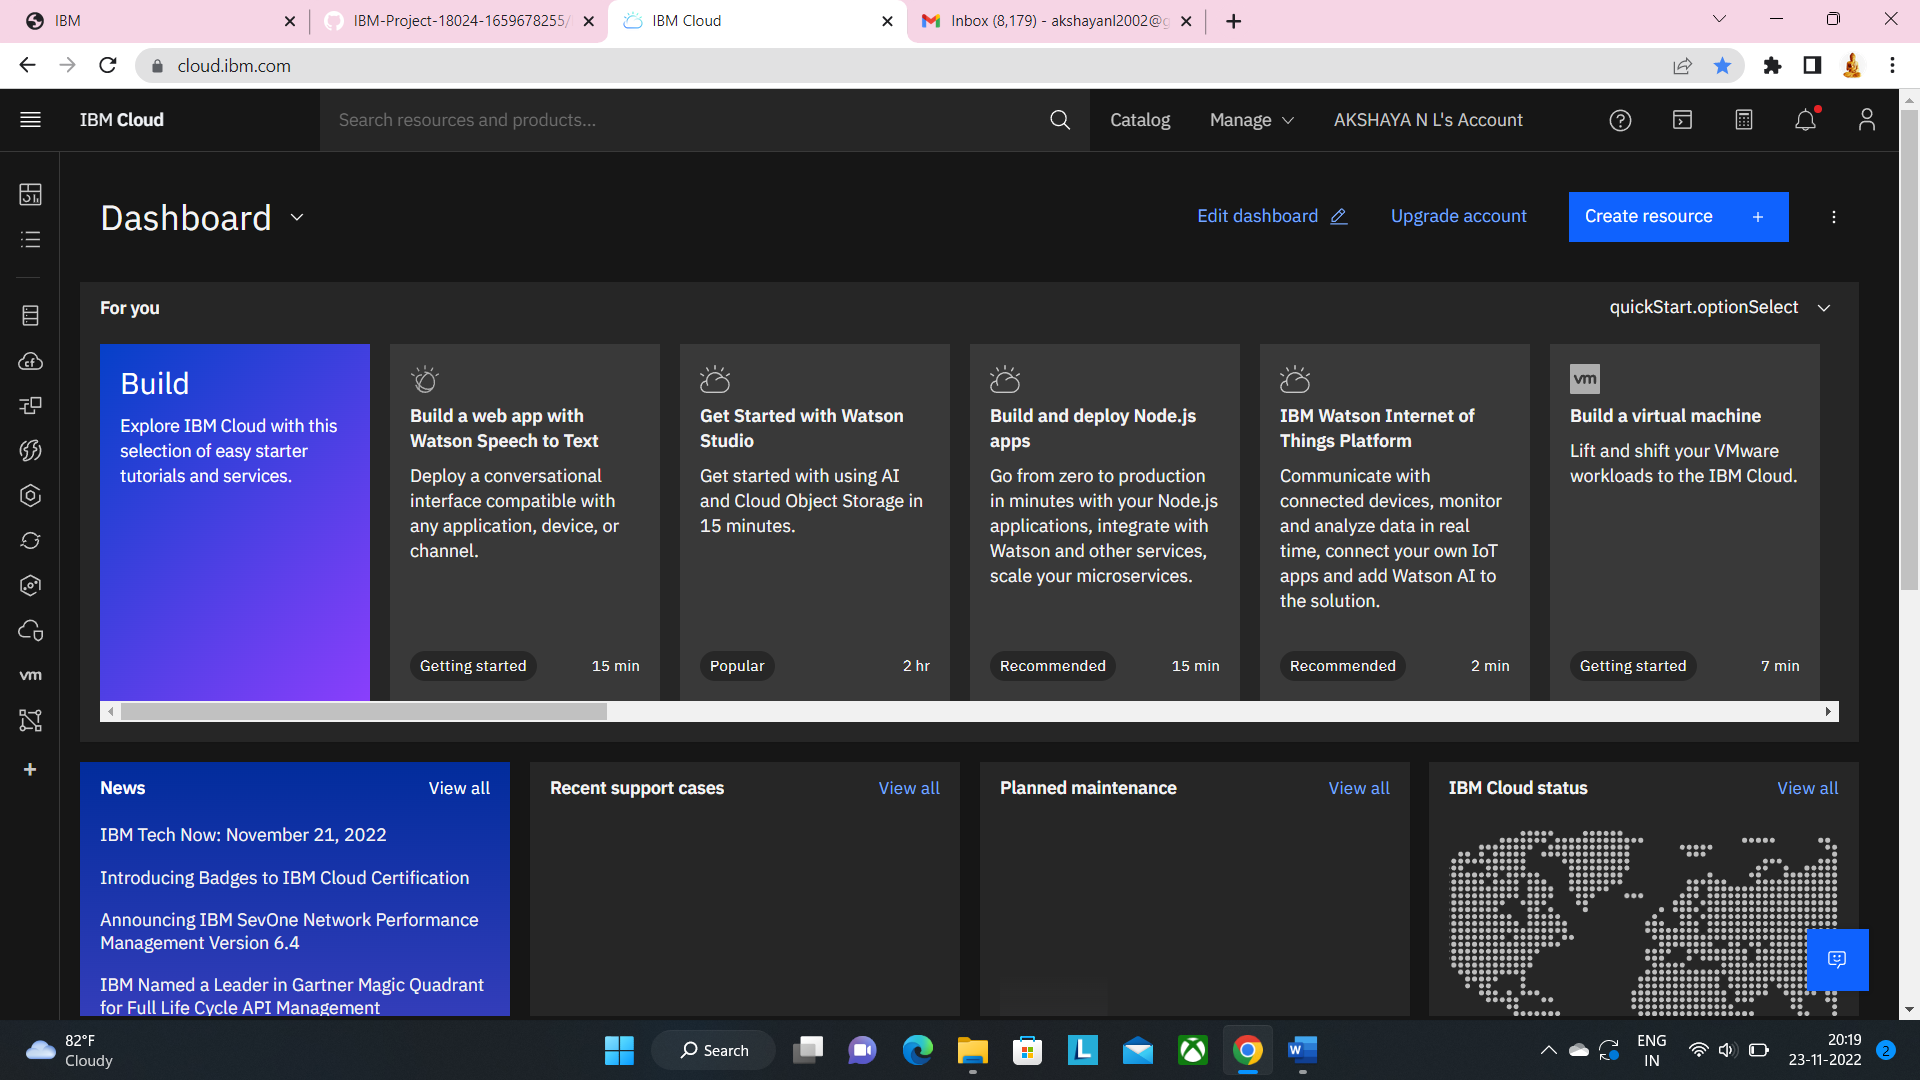 IBM
IBM-Project-18024-1659678255/
IBM Cloud
Inbox (8,179) - akshayanl2002@g
cloud.ibm.com
IBM Cloud
Search resources and products...
Catalog
Manage
AKSHAYA N L's Account
Dashboard
Edit dashboard
Upgrade account
Create resource +
For you
quickStart.optionSelect
Build
Explore IBM Cloud with this
selection of easy starter
tutorials and services.
Build a web app with
Watson Speech to Text
Deploy a conversational
interface compatible with
any application, device, or
channel.
Getting started
15 min
Get Started with Watson
Studio
Get started with using AI
and Cloud Object Storage in
15 minutes.
Popular
2 hr
Build and deploy Node.js
apps
Go from zero to production
in minutes with your Node.js
applications, integrate with
Watson and other services,
scale your microservices.
Recommended
15 min
IBM Watson Internet of
Things Platform
Communicate with
connected devices, monitor
and analyze data in real
time, connect your own IoT
apps and add Watson AI to
the solution.
Recommended
2 min
vm
Build a virtual machine
Lift and shift your VMware
workloads to the IBM Cloud.
Getting started
7 min
vm
News
View all
IBM Tech Now: November 21, 2022
Introducing Badges to IBM Cloud Certification
Announcing IBM SevOne Network Performance
Management Version 6.4
IBM Named a Leader in Gartner Magic Quadrant
for Full Life Cycle API Management
Recent support cases
View all
Planned maintenance
View all
IBM Cloud status
View all
82°F
Cloudy
Search
ENG
IN
20:19
23-11-2022
2